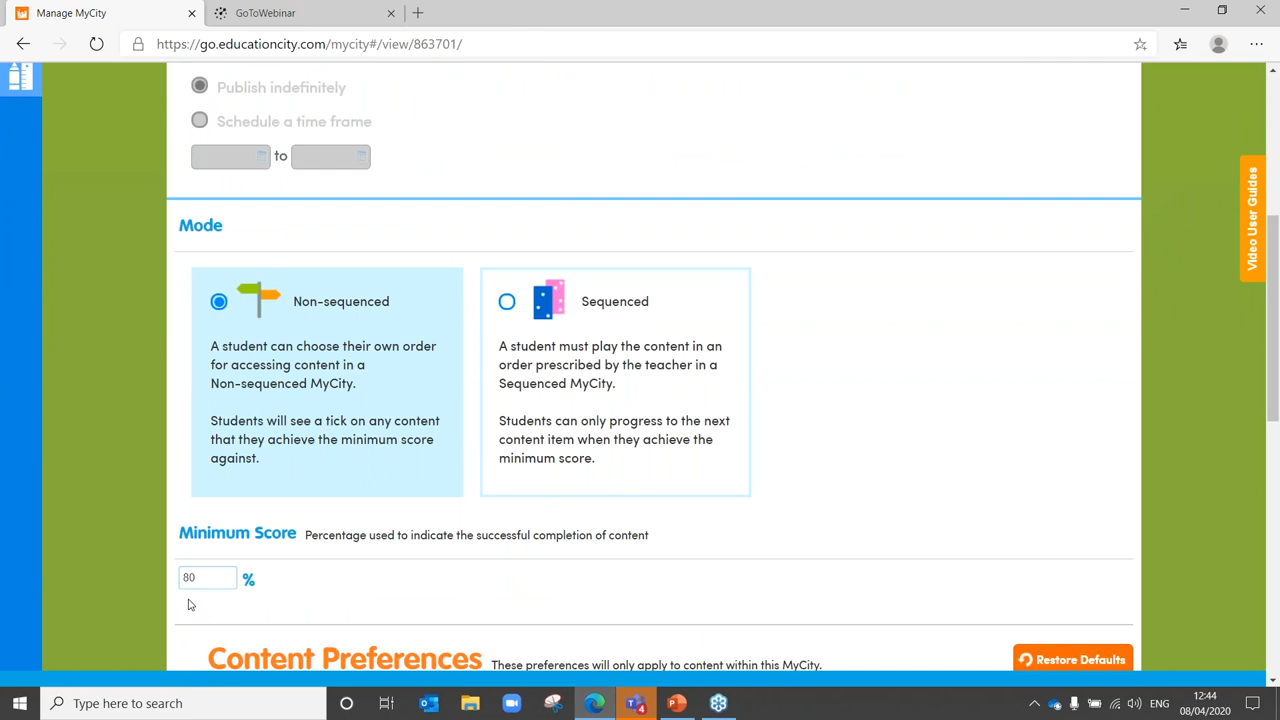 Manage MyCity
GoToWebinar
https://go.educationcity.com/mycity#/view/863701/
Publish indefinitely
Schedule a time frame
to
Video User Guides
Mode
Non-sequenced
A student can choose their own order
for accessing content in a
Non-sequenced MyCity.
Students will see a tick on any content
that they achieve the minimum score
against.
Sequenced
A student must play the content in an
order prescribed by the teacher in a
Sequenced MyCity.
Students can only progress to the next
content item when they achieve the
minimum score.
Minimum Score Percentage used to indicate the successful completion of content
80 %
Content Preferences These preferences will only apply to content within this MyCity.
Restore Defaults
Type here to search
4
ENG
12:44
08/04/2020